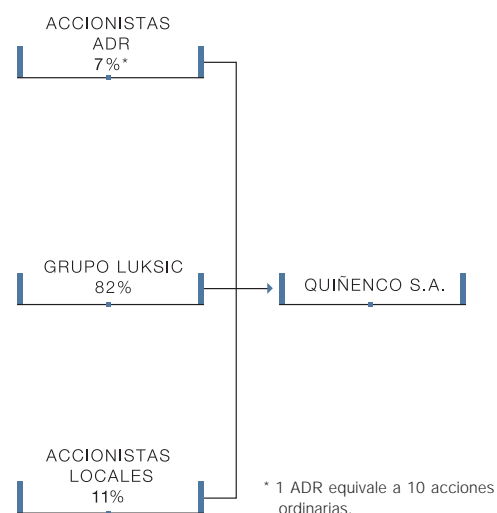 ACCIONISTAS
ADR
7%*
GRUPO LUKSIC
82%
QUIÑENCO S.A.
ACCIONISTAS
LOCALES
11%
* 1 ADR equivale a 10 acciones
ordinarias.